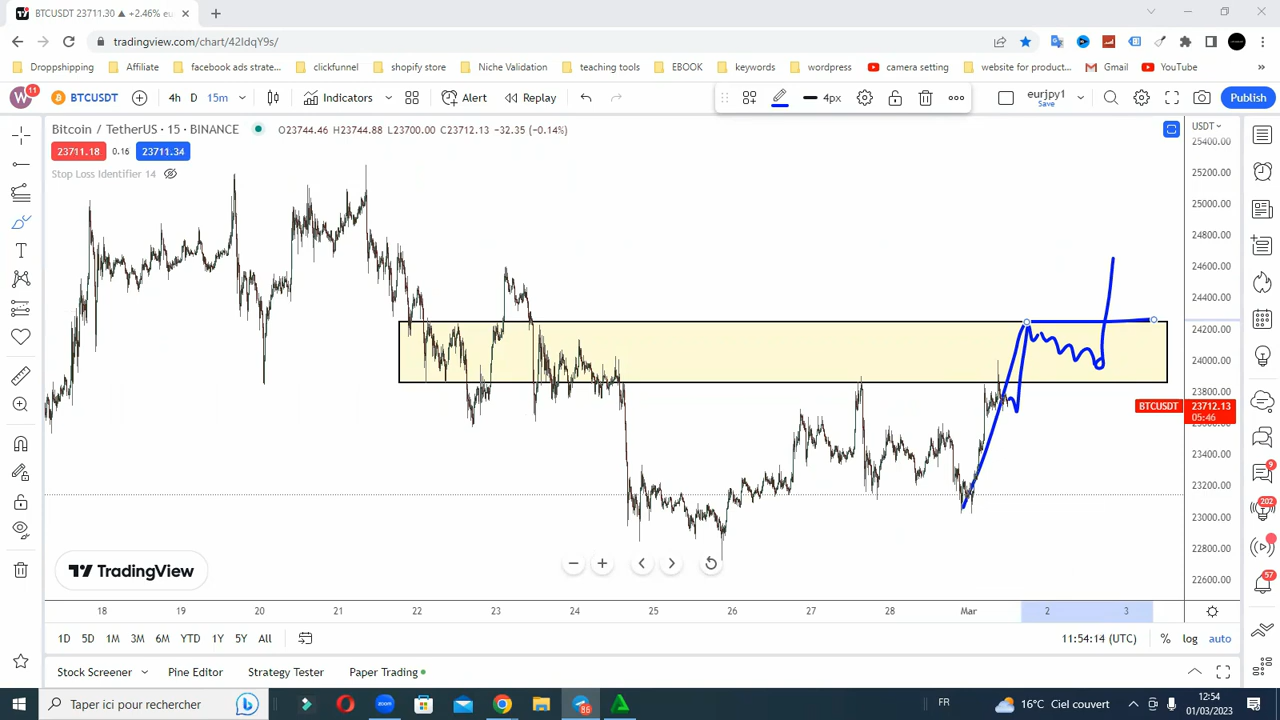 BTCUSDT 23711.30 ▲ +2.46% eu
tradingview.com/chart/42IdqY9s/
Droppshipping Affiliate facebook ads strate... clickfunnel shopify store Niche Validation teaching tools EBOOK keywords wordpress camera setting website for product... Gmail YouTube »
W 11 BTCUSDT 4h D 15m Indicators Alert Replay 4px eurjpy1 Save Publish
Bitcoin / TetherUS · 15 · BINANCE O23744.46 H23744.88 L23700.00 C23712.13 −32.35 (−0.14%)
USDT
23711.18 0.16 23711.34
Stop Loss Identifier 14
25400.00
25200.00
25000.00
24800.00
24600.00
24400.00
24200.00
24000.00
23800.00
BTCUSDT 23712.13
05:46
23400.00
23200.00
23000.00
22800.00
22600.00
9
202
57
TradingView
18 19 20 21 22 23 24 25 26 27 28 Mar 2 3
1D 5D 1M 3M 6M YTD 1Y 5Y All 11:54:14 (UTC) % log auto
Stock Screener Pine Editor Strategy Tester Paper Trading
Taper ici pour rechercher 86 FR 16°C Ciel couvert 12:54
01/03/2023